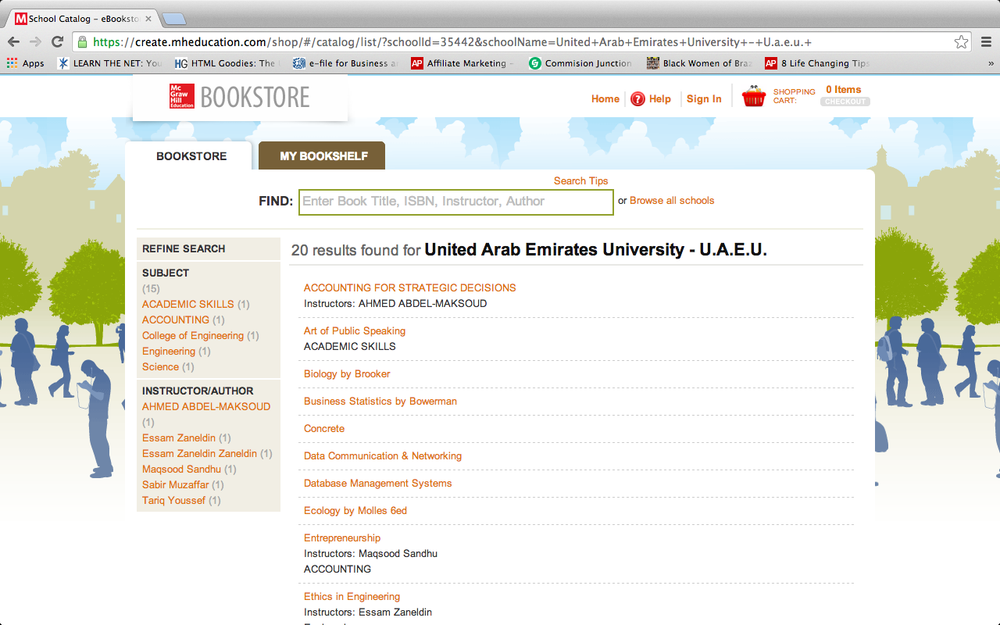 School Catalog – eBooksto
https://create.mheducation.com/shop/#/catalog/list/?schoolId=35442&schoolName=United+Arab+Emirates+University+-+U.a.e.u.+
Apps LEARN THE NET: You HG HTML Goodies: The e-file for Business a AP Affiliate Marketing – Commision Junction Black Women of Braz AP 8 Life Changing Tips »
Mc
Graw
Hill
Education
BOOKSTORE
Home ? Help Sign In SHOPPING CART: 0 Items
CHECKOUT
BOOKSTORE MY BOOKSHELF
Search Tips
FIND: Enter Book Title, ISBN, Instructor, Author or Browse all schools
REFINE SEARCH
SUBJECT
(15)
ACADEMIC SKILLS (1)
ACCOUNTING (1)
College of Engineering (1)
Engineering (1)
Science (1)
INSTRUCTOR/AUTHOR
AHMED ABDEL-MAKSOUD
(1)
Essam Zaneldin (1)
Essam Zaneldin Zaneldin (1)
Maqsood Sandhu (1)
Sabir Muzaffar (1)
Tariq Youssef (1)
20 results found for United Arab Emirates University - U.A.E.U.
ACCOUNTING FOR STRATEGIC DECISIONS
Instructors: AHMED ABDEL-MAKSOUD
Art of Public Speaking
ACADEMIC SKILLS
Biology by Brooker
Business Statistics by Bowerman
Concrete
Data Communication & Networking
Database Management Systems
Ecology by Molles 6ed
Entrepreneurship
Instructors: Maqsood Sandhu
ACCOUNTING
Ethics in Engineering
Instructors: Essam Zaneldin